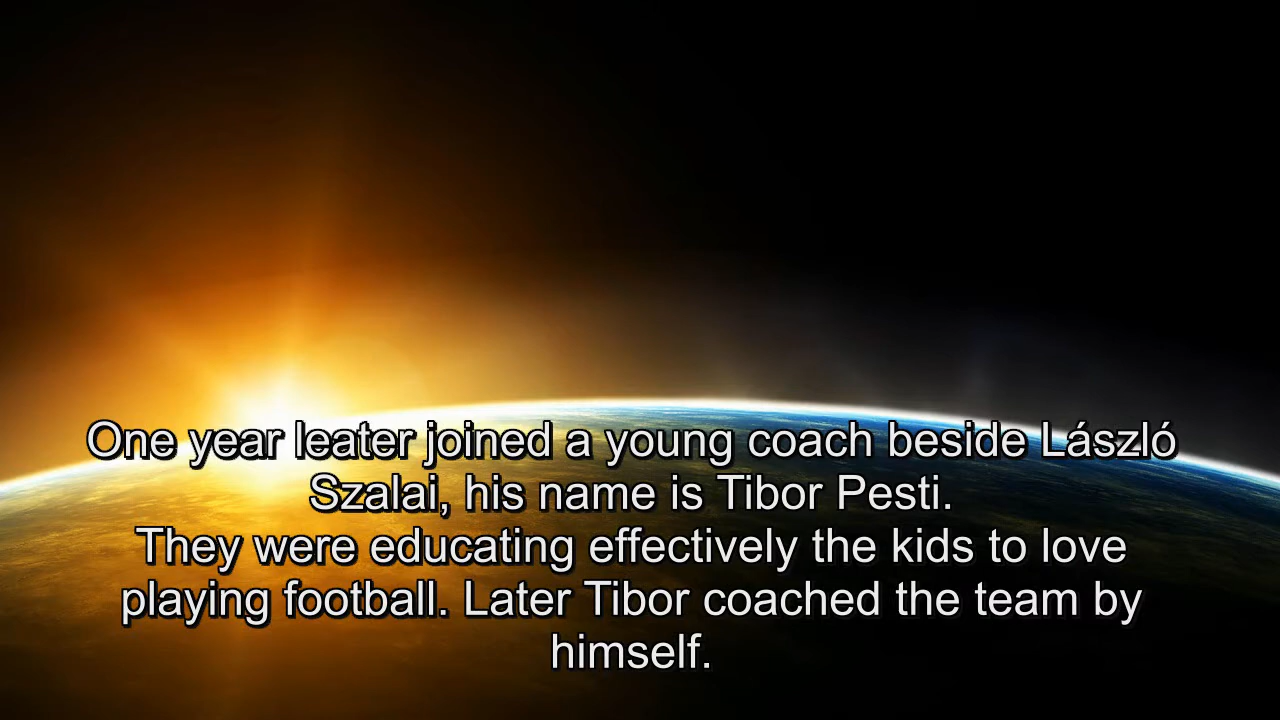 One year leater joined a young coach beside László
Szalai, his name is Tibor Pesti.
They were educating effectively the kids to love
playing football. Later Tibor coached the team by
himself.